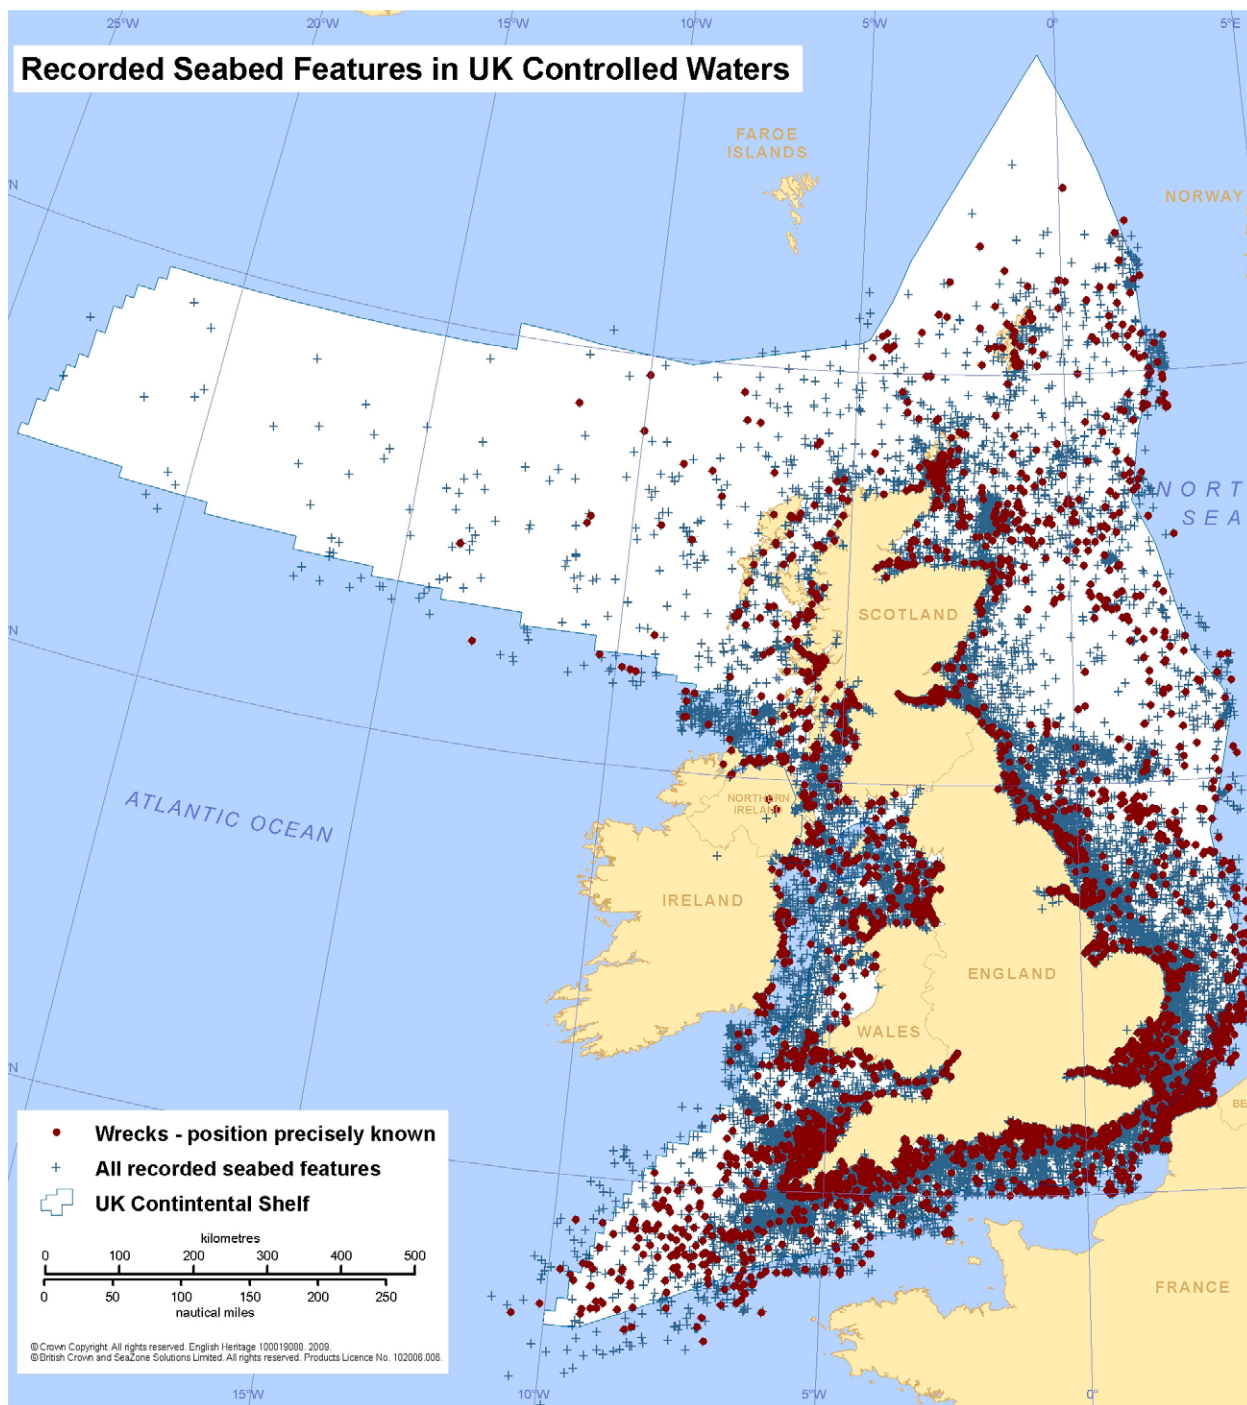 25°W 20°W 15°W 10°W 5°W 0° 5°E
Recorded Seabed Features in UK Controlled Waters
FAROE
ISLANDS
NORWAY
N
NORT
SEA
SCOTLAND
N
NORTHERN
IRELAND
ATLANTIC OCEAN
IRELAND
ENGLAND
WALES
N
BE
FRANCE
Wrecks - position precisely known
All recorded seabed features
UK Contintental Shelf
kilometres
0 100 200 300 400 500
0 50 100 150 200 250
nautical miles
© Crown Copyright. All rights reserved. English Heritage 100019088. 2009.
© British Crown and SeaZone Solutions Limited. All rights reserved. Products Licence No. 102006.006.
15°W 10°W 5°W 0°